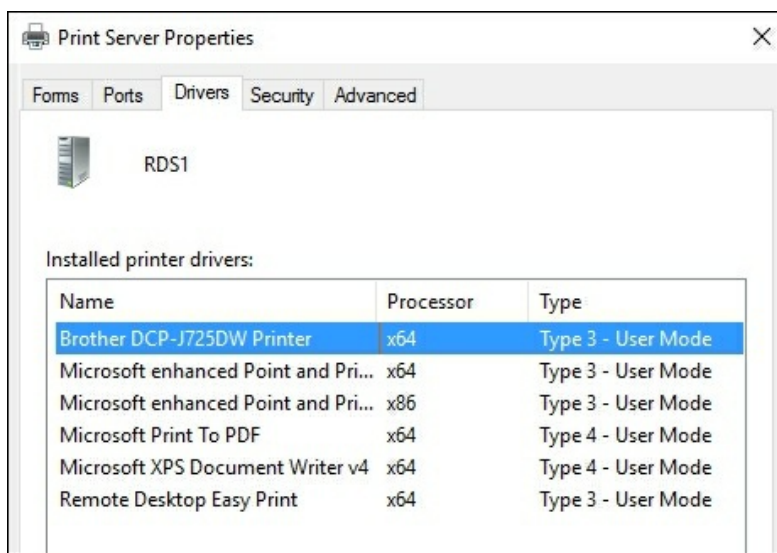 Print Server Properties
Forms Ports Drivers Security Advanced
RDS1
Installed printer drivers:
Name Processor Type
Brother DCP-J725DW Printer x64 Type 3 - User Mode
Microsoft enhanced Point and Pri... x64 Type 3 - User Mode
Microsoft enhanced Point and Pri... x86 Type 3 - User Mode
Microsoft Print To PDF x64 Type 4 - User Mode
Microsoft XPS Document Writer v4 x64 Type 4 - User Mode
Remote Desktop Easy Print x64 Type 3 - User Mode